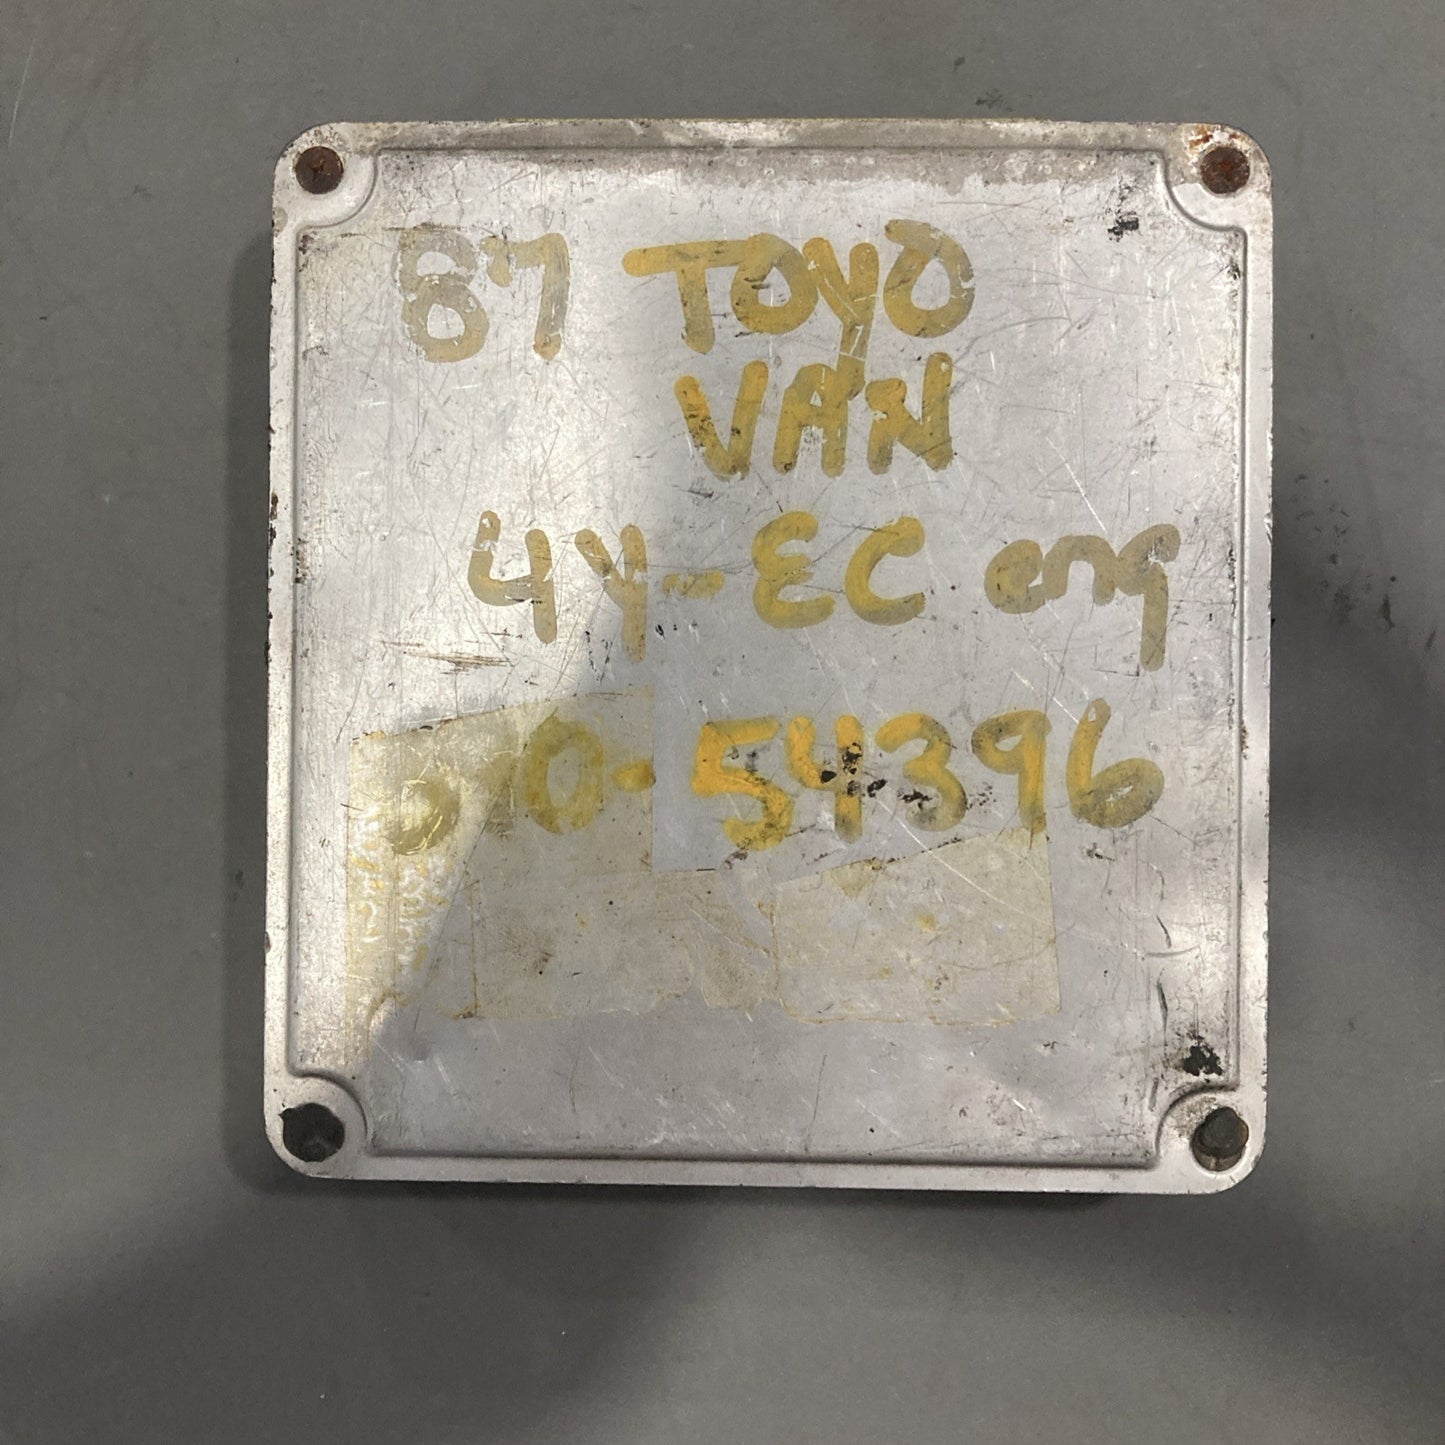 87 TOYO
VAN
4Y-EC eng
0-54396